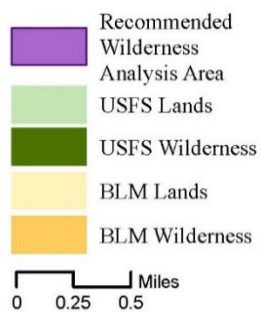 Recommended
Wilderness
Analysis Area
USFS Lands
USFS Wilderness
BLM Lands
BLM Wilderness
Miles
0 0.25 0.5